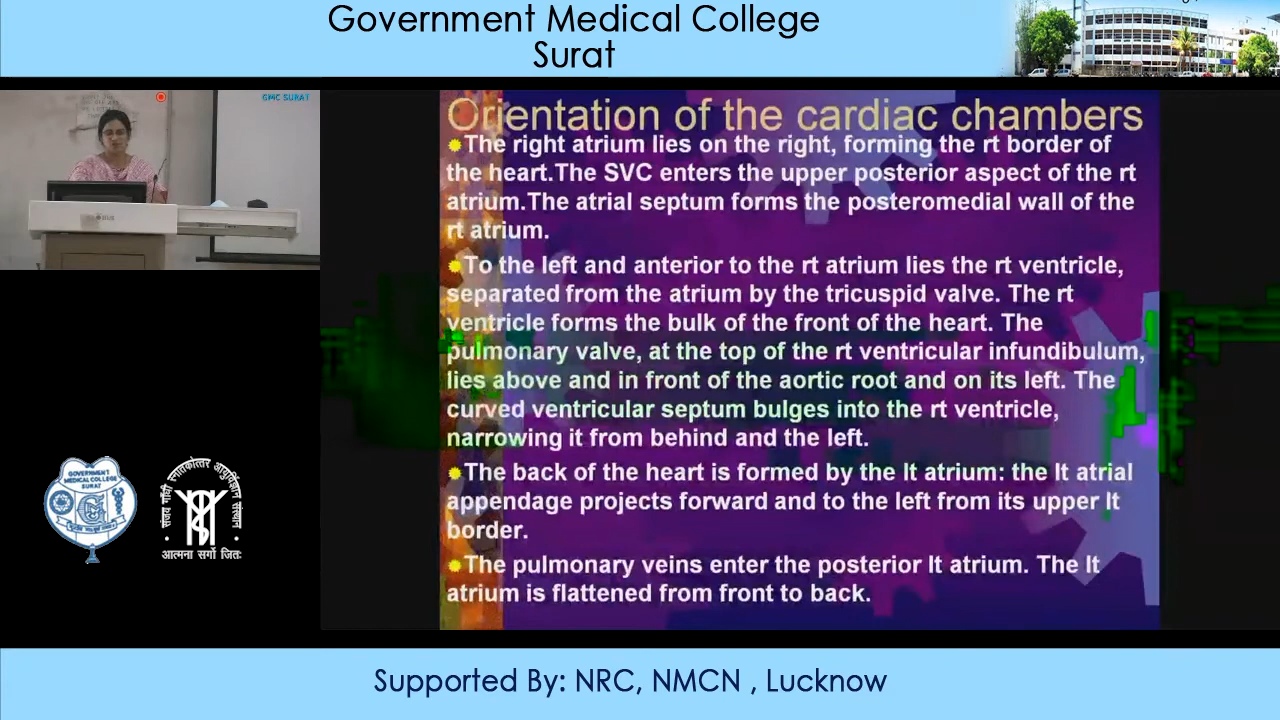 Government Medical College
Surat
GMC SURAT
Orientation of the cardiac chambers
The right atrium lies on the right, forming the rt border of
the heart.The SVC enters the upper posterior aspect of the rt
atrium.The atrial septum forms the posteromedial wall of the
rt atrium.
To the left and anterior to the rt atrium lies the rt ventricle,
separated from the atrium by the tricuspid valve. The rt
ventricle forms the bulk of the front of the heart. The
pulmonary valve, at the top of the rt ventricular infundibulum,
lies above and in front of the aortic root and on its left. The
curved ventricular septum bulges into the rt ventricle,
narrowing it from behind and the left.
The back of the heart is formed by the lt atrium: the lt atrial
appendage projects forward and to the left from its upper lt
border.
The pulmonary veins enter the posterior lt atrium. The lt
atrium is flattened from front to back.
GOVERNMENT
MEDICAL COLLEGE
SURAT
संजय गाँधी स्नातकोत्तर आयुर्विज्ञान संस्थान
आत्मना सर्गो जितः
Supported By: NRC, NMCN , Lucknow